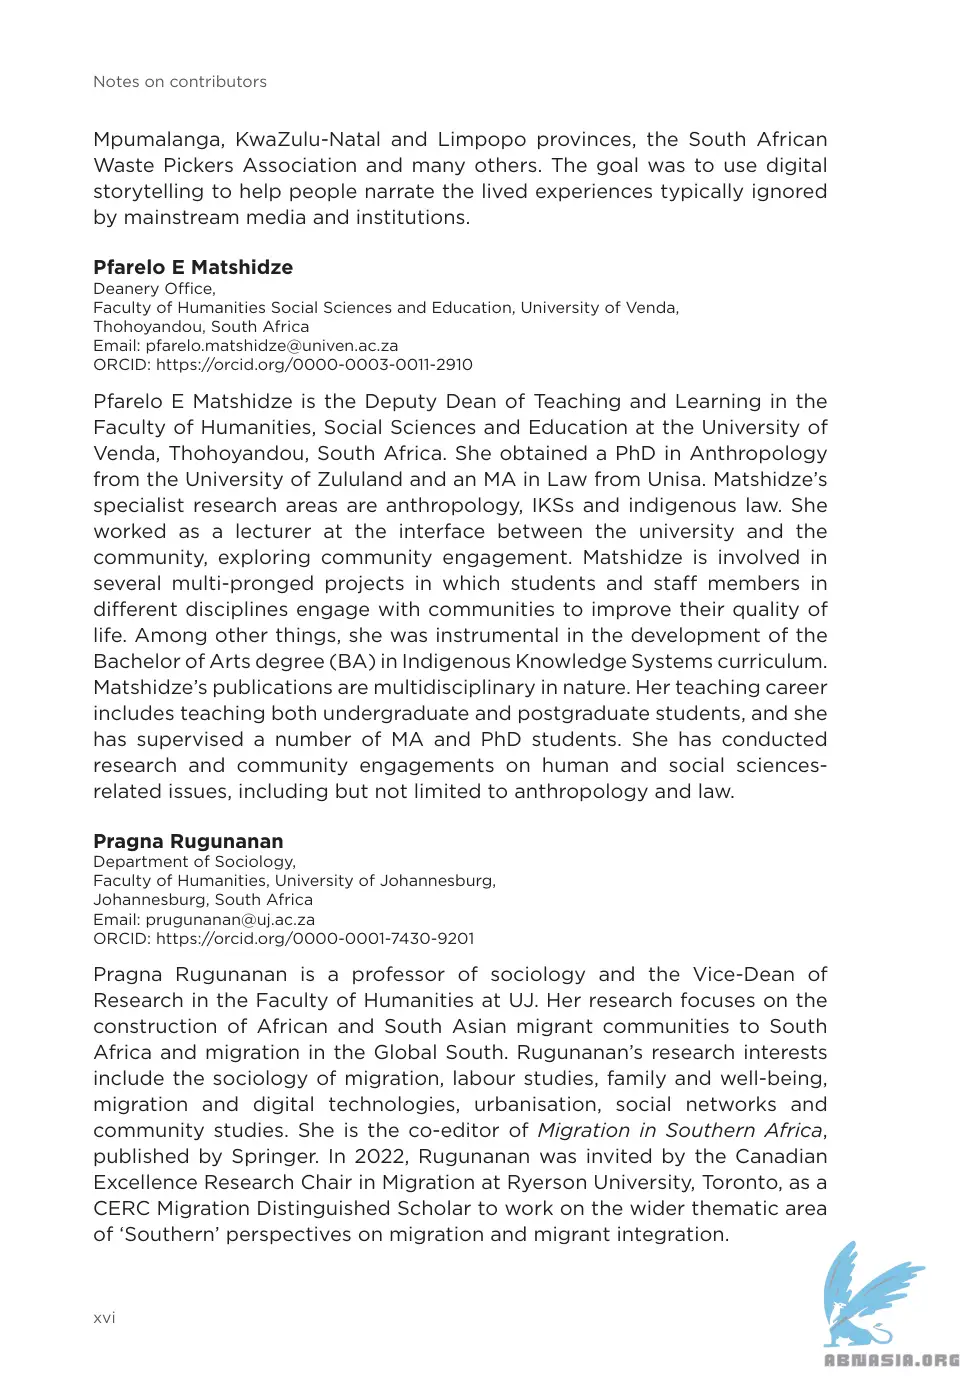 Notes on contributors
Mpumalanga, KwaZulu-Natal and Limpopo provinces, the South African
Waste Pickers Association and many others. The goal was to use digital
storytelling to help people narrate the lived experiences typically ignored
by mainstream media and institutions.
Pfarelo E Matshidze
Deanery Office,
Faculty of Humanities Social Sciences and Education, University of Venda,
Thohoyandou, South Africa
Email: pfarelo.matshidze@univen.ac.za
ORCID: https://orcid.org/0000-0003-0011-2910
Pfarelo E Matshidze is the Deputy Dean of Teaching and Learning in the
Faculty of Humanities, Social Sciences and Education at the University of
Venda, Thohoyandou, South Africa. She obtained a PhD in Anthropology
from the University of Zululand and an MA in Law from Unisa. Matshidze’s
specialist research areas are anthropology, IKSs and indigenous law. She
worked as a lecturer at the interface between the university and the
community, exploring community engagement. Matshidze is involved in
several multi-pronged projects in which students and staff members in
different disciplines engage with communities to improve their quality of
life. Among other things, she was instrumental in the development of the
Bachelor of Arts degree (BA) in Indigenous Knowledge Systems curriculum.
Matshidze’s publications are multidisciplinary in nature. Her teaching career
includes teaching both undergraduate and postgraduate students, and she
has supervised a number of MA and PhD students. She has conducted
research and community engagements on human and social sciences-
related issues, including but not limited to anthropology and law.
Pragna Rugunanan
Department of Sociology,
Faculty of Humanities, University of Johannesburg,
Johannesburg, South Africa
Email: prugunanan@uj.ac.za
ORCID: https://orcid.org/0000-0001-7430-9201
Pragna Rugunanan is a professor of sociology and the Vice-Dean of
Research in the Faculty of Humanities at UJ. Her research focuses on the
construction of African and South Asian migrant communities to South
Africa and migration in the Global South. Rugunanan’s research interests
include the sociology of migration, labour studies, family and well-being,
migration and digital technologies, urbanisation, social networks and
community studies. She is the co-editor of Migration in Southern Africa,
published by Springer. In 2022, Rugunanan was invited by the Canadian
Excellence Research Chair in Migration at Ryerson University, Toronto, as a
CERC Migration Distinguished Scholar to work on the wider thematic area
of ‘Southern’ perspectives on migration and migrant integration.
xvi
ABNASIA.ORG